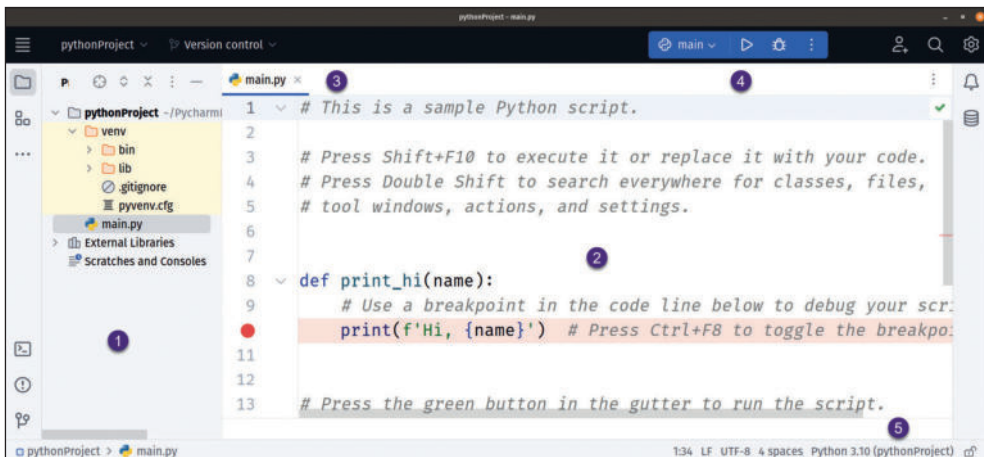 pythonProject – main.py
pythonProject Version control main
P. main.py × 3 4
pythonProject ~/Pycharm
venv
bin
lib
.gitignore
pyvenv.cfg
main.py
External Libraries
Scratches and Consoles
1
1 # This is a sample Python script.
2
3 # Press Shift+F10 to execute it or replace it with your code.
4 # Press Double Shift to search everywhere for classes, files,
5 # tool windows, actions, and settings.
6
7
2
8 def print_hi(name):
9 # Use a breakpoint in the code line below to debug your scri
print(f'Hi, {name}') # Press Ctrl+F8 to toggle the breakpo
11
12
13 # Press the green button in the gutter to run the script.
5
pythonProject > main.py 1:34 LF UTF-8 4 spaces Python 3.10 (pythonProject)